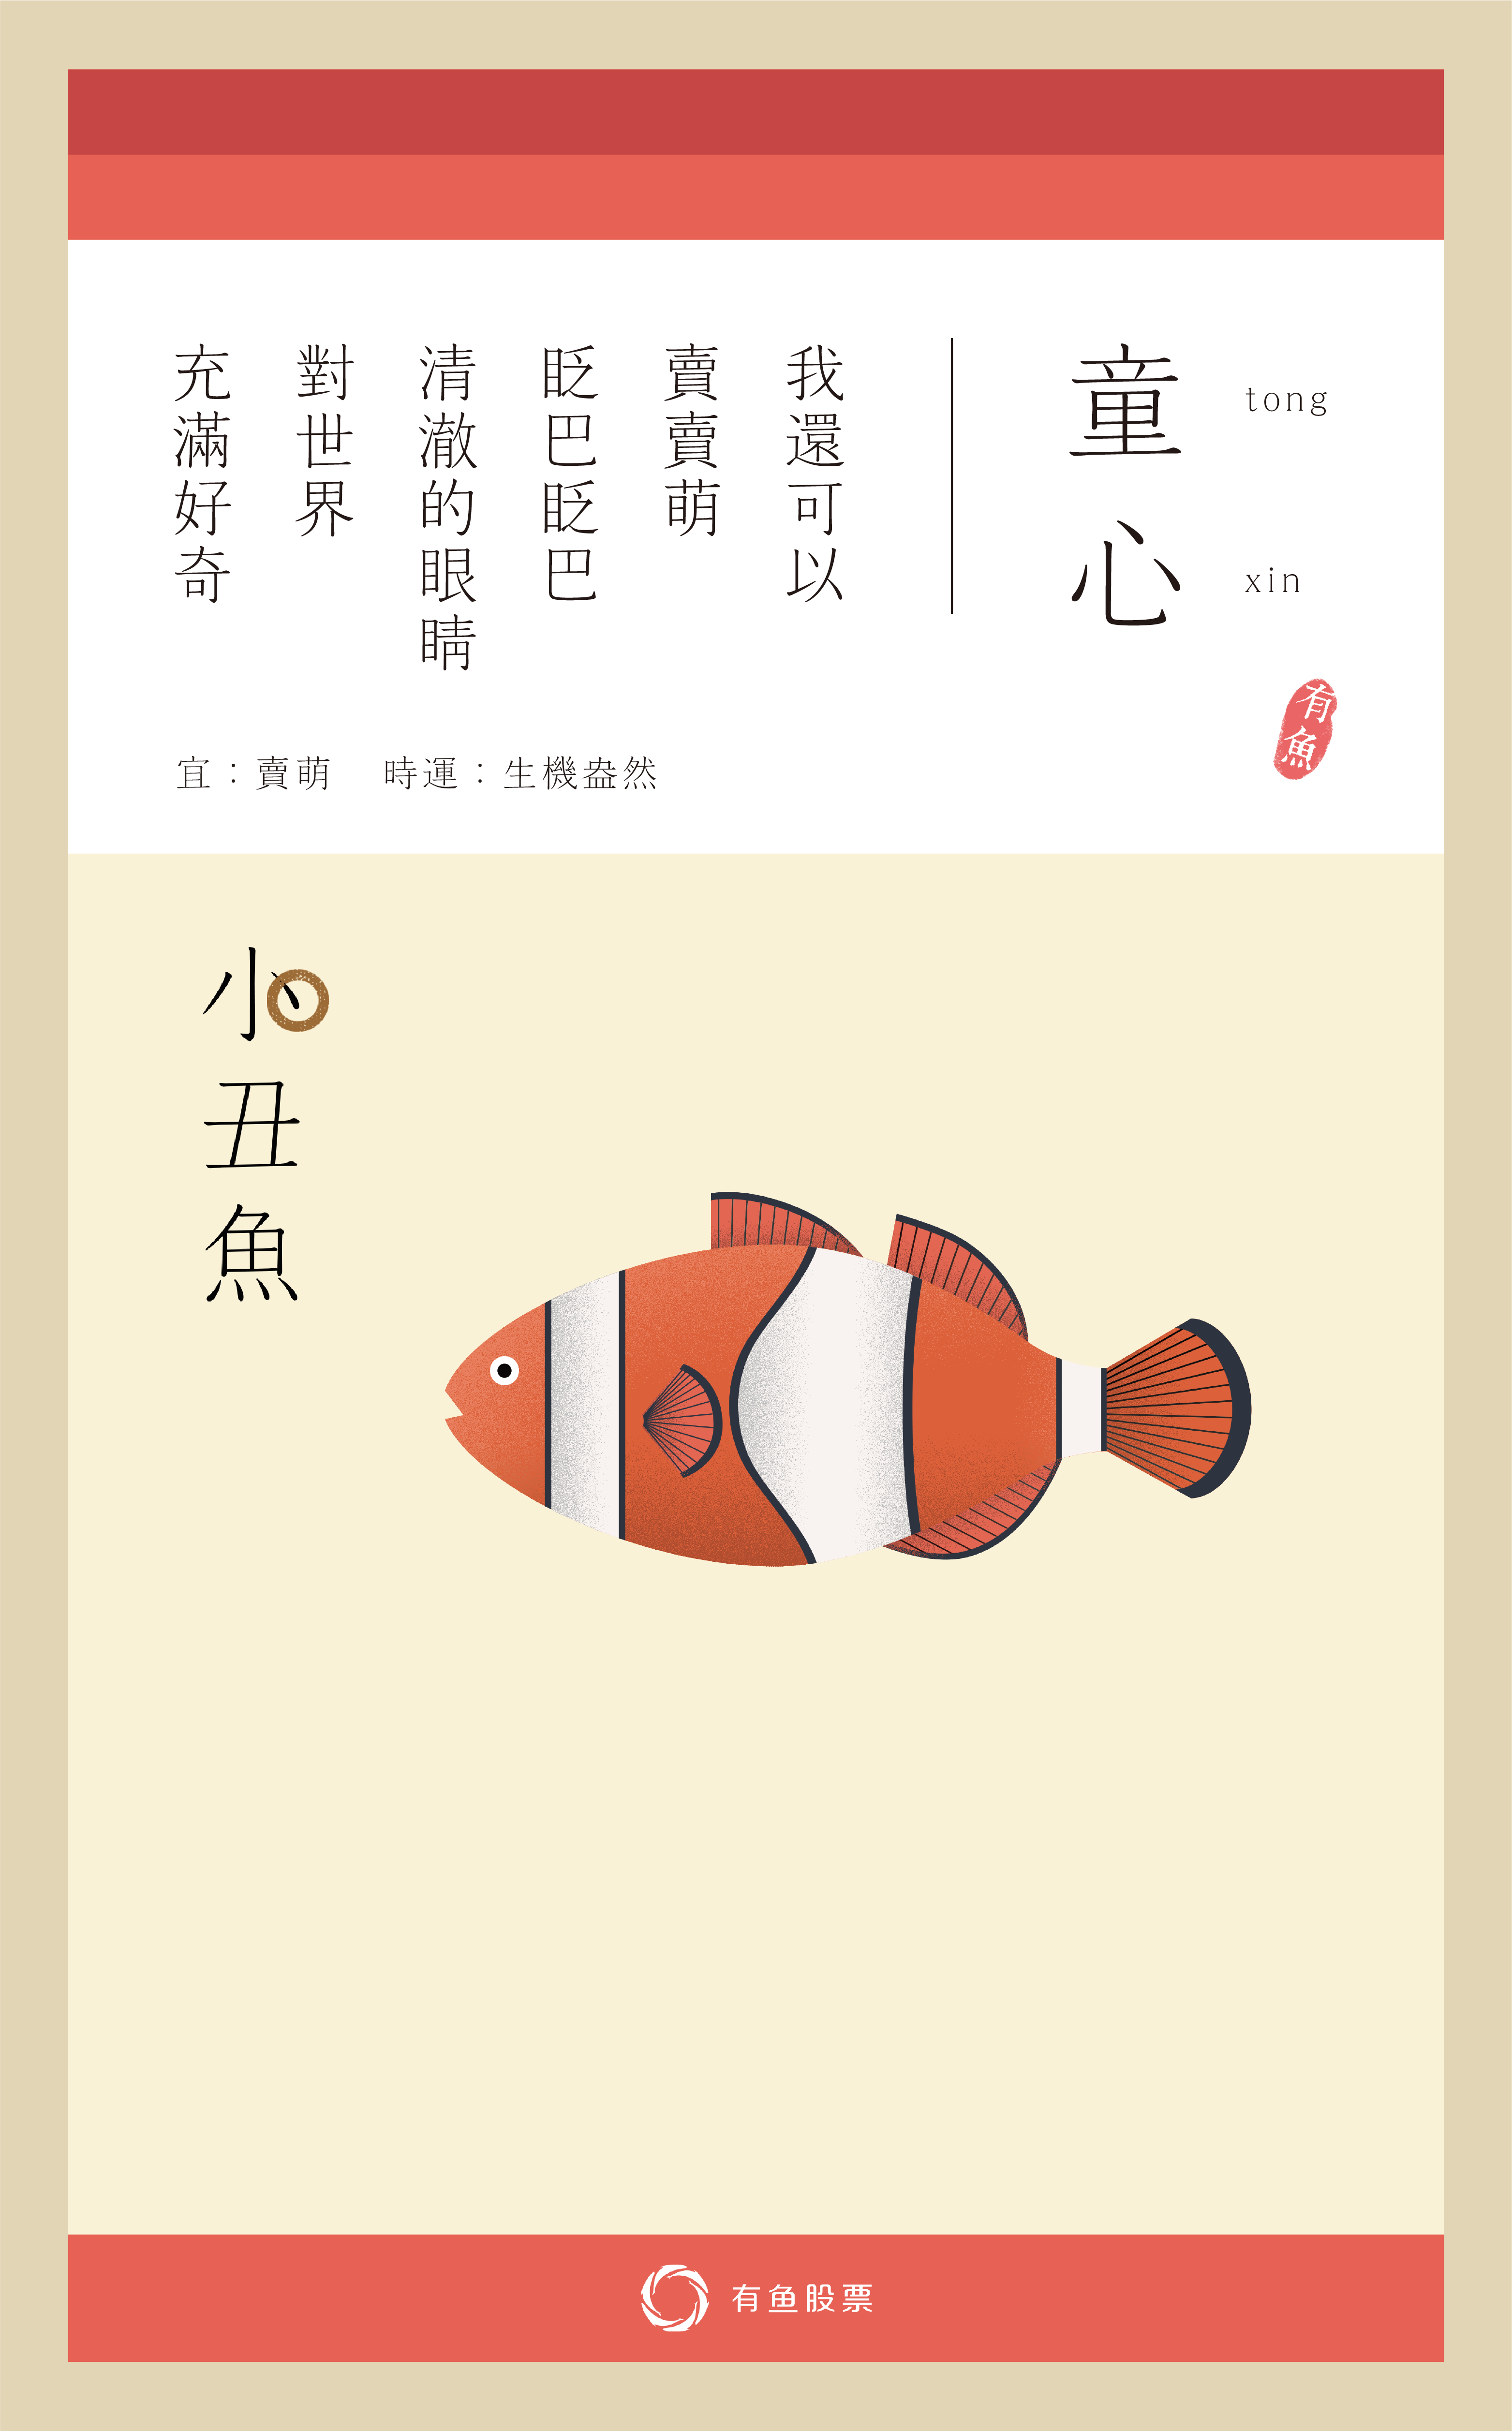 童心
tong
xin
我還可以
賣賣萌
眨巴眨巴
清澈的眼睛
對世界
充滿好奇
有魚
宜：賣萌　時運：生機盎然
小丑魚
有鱼股票